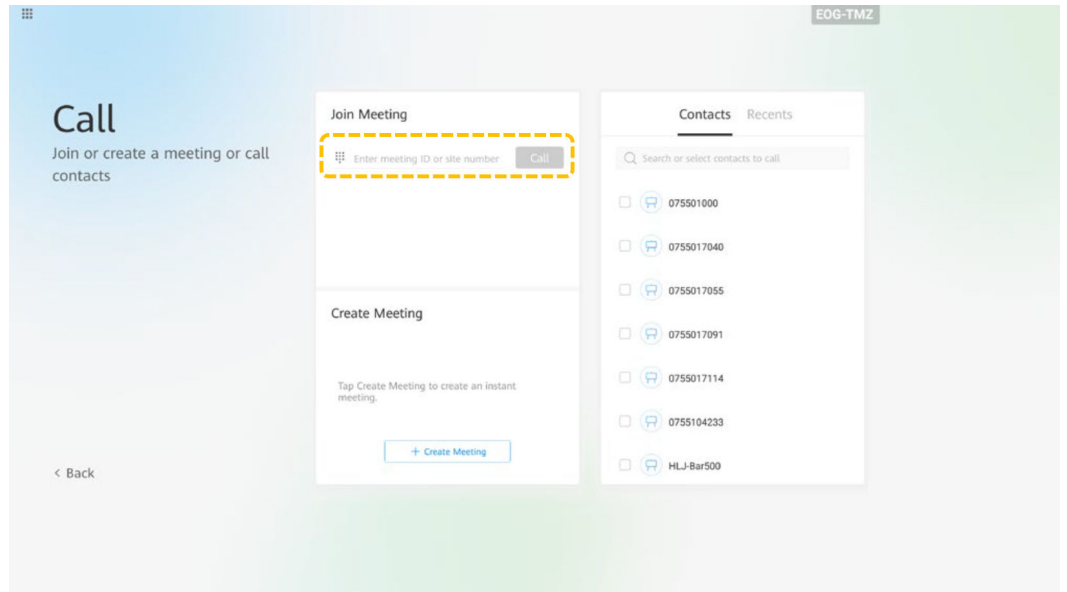 EOG-TMZ
Call
Join or create a meeting or call
contacts
< Back
Join Meeting
Enter meeting ID or site number
Call
Create Meeting
Tap Create Meeting to create an instant
meeting.
+ Create Meeting
Contacts Recents
Search or select contacts to call
075501000
0755017040
0755017055
0755017091
0755017114
0755104233
HLJ-Bar500